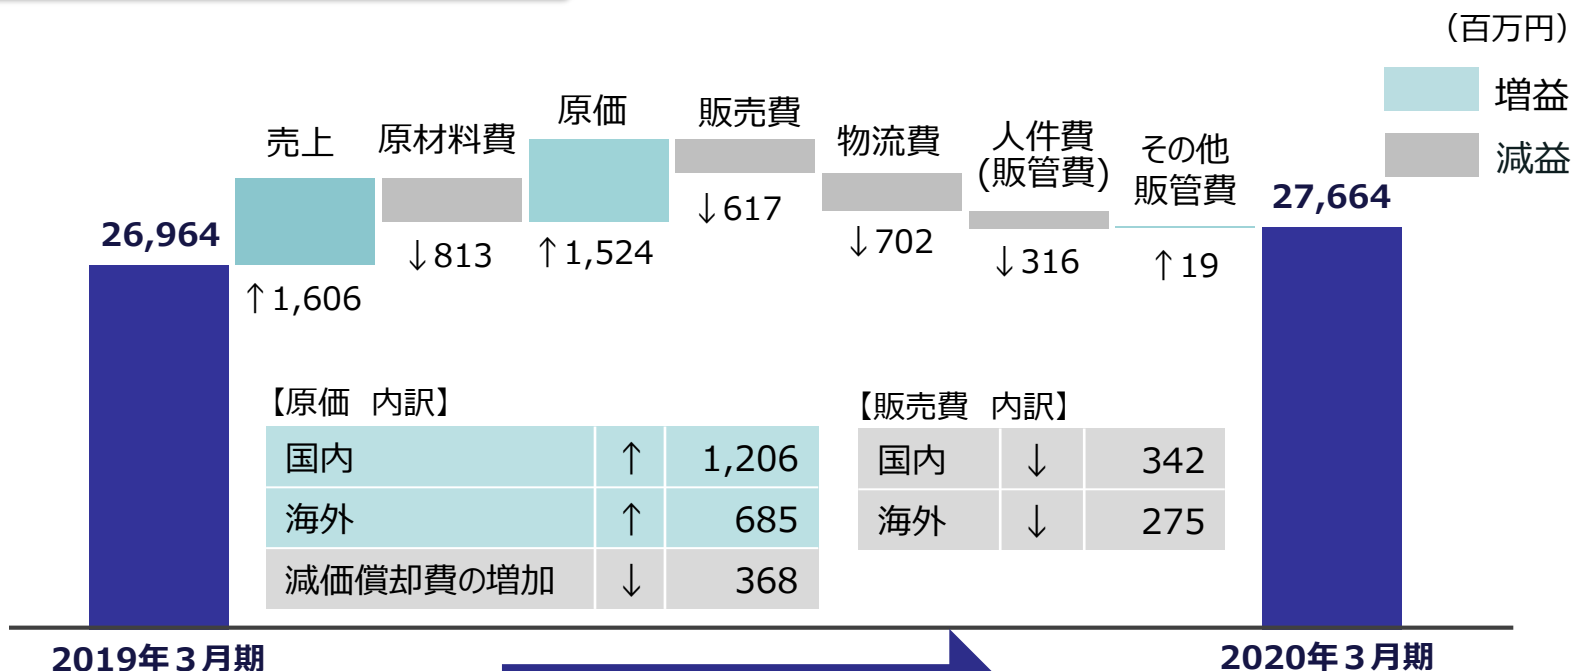 （百万円）
増益
減益
売上
原材料費
原価
販売費
物流費
人件費
(販管費)
その他
販管費
26,964
↑1,606
↓813
↑1,524
↓617
↓702
↓316
↑19
27,664
【原価 内訳】
国内 ↑ 1,206
海外 ↑ 685
減価償却費の増加 ↓ 368
【販売費 内訳】
国内 ↓ 342
海外 ↓ 275
2019年３月期
2020年３月期